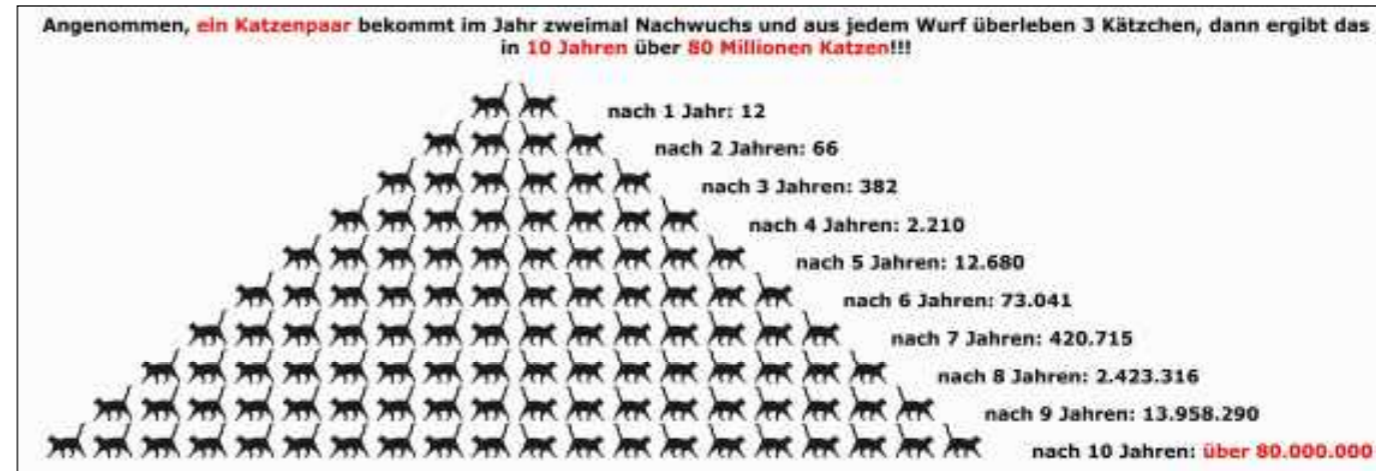 Angenommen, ein Katzenpaar bekommt im Jahr zweimal Nachwuchs und aus jedem Wurf überleben 3 Kätzchen, dann ergibt das
in 10 Jahren über 80 Millionen Katzen!!!
nach 1 Jahr: 12
nach 2 Jahren: 66
nach 3 Jahren: 382
nach 4 Jahren: 2.210
nach 5 Jahren: 12.680
nach 6 Jahren: 73.041
nach 7 Jahren: 420.715
nach 8 Jahren: 2.423.316
nach 9 Jahren: 13.958.290
nach 10 Jahren: über 80.000.000